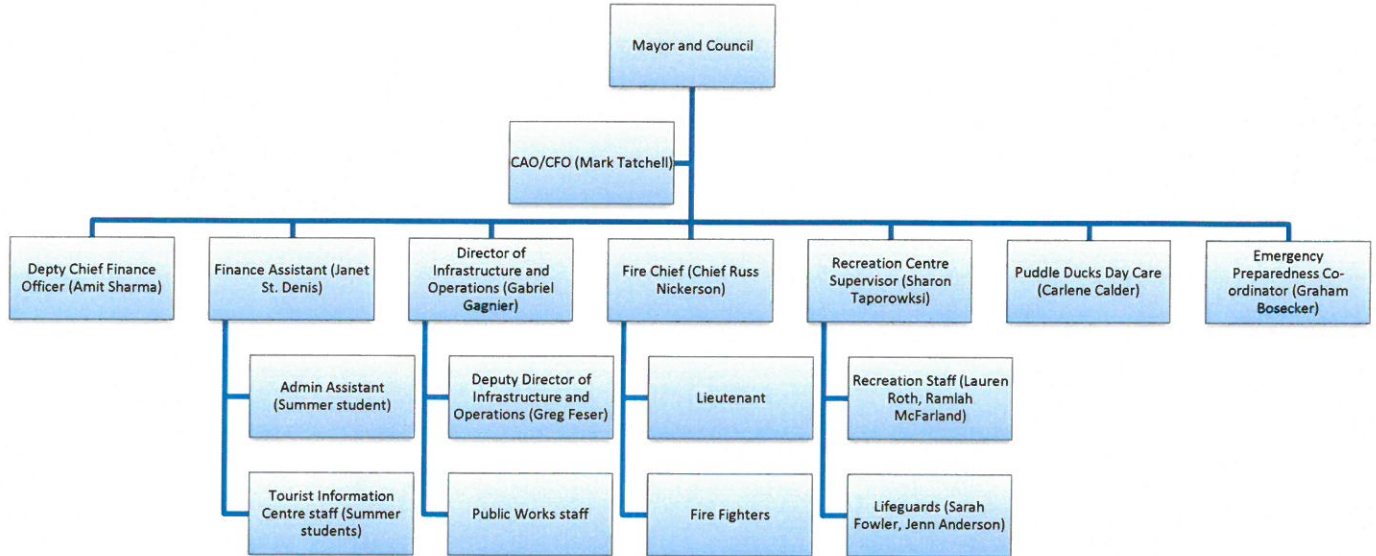 Mayor and Council
CAO/CFO (Mark Tatchell)
Depty Chief Finance
Officer (Amit Sharma)
Finance Assistant (Janet
St. Denis)
Director of
Infrastructure and
Operations (Gabriel
Gagnier)
Fire Chief (Chief Russ
Nickerson)
Recreation Centre
Supervisor (Sharon
Taporowksi)
Puddle Ducks Day Care
(Carlene Calder)
Emergency
Preparedness Co-
ordinator (Graham
Bosecker)
Admin Assistant
(Summer student)
Deputy Director of
Infrastructure and
Operations (Greg Feser)
Lieutenant
Recreation Staff (Lauren
Roth, Ramlah
McFarland)
Tourist Information
Centre staff (Summer
students)
Public Works staff
Fire Fighters
Lifeguards (Sarah
Fowler, Jenn Anderson)